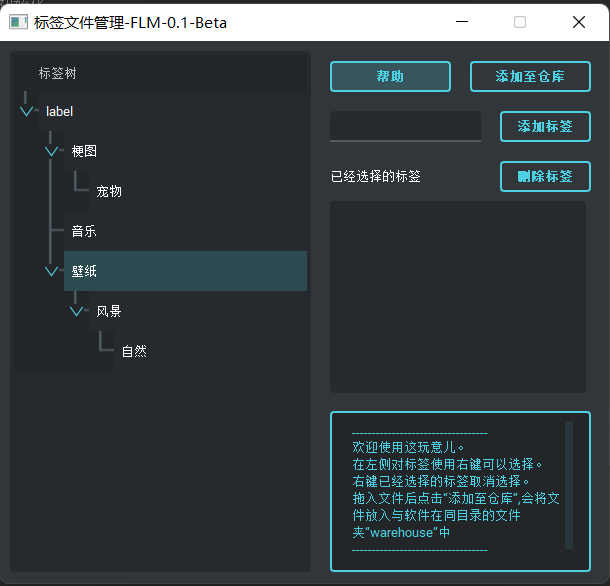 标签文件管理-FLM-0.1-Beta
标签树
label
梗图
宠物
音乐
壁纸
风景
自然
帮助
添加至仓库
添加标签
已经选择的标签
删除标签
----------------------------------
欢迎使用这玩意儿。
在左侧对标签使用右键可以选择。
右键已经选择的标签取消选择。
拖入文件后点击“添加至仓库”,会将文
件放入与软件在同目录的文件
夹“warehouse”中
----------------------------------